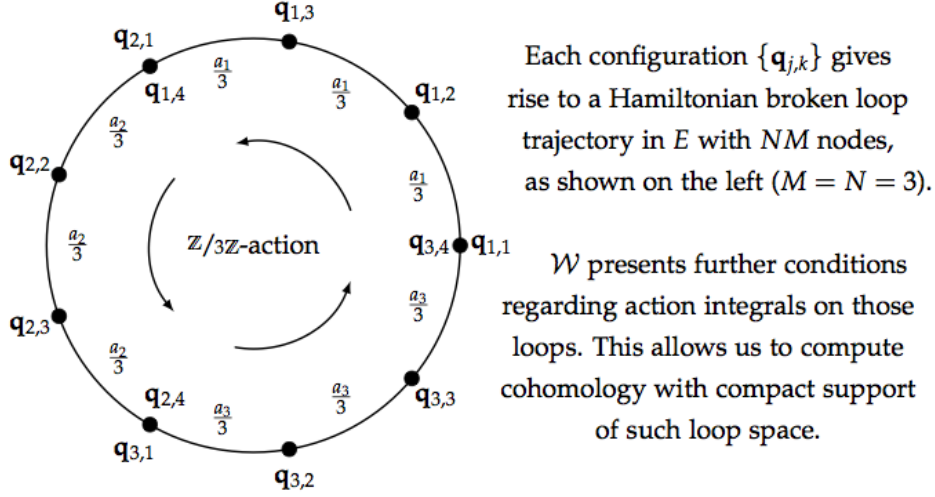 q1,3
q2,1
a1/3
q1,4
a1/3
q1,2
a2/3
q2,2
a1/3
a2/3
ℤ/3ℤ-action
q3,4 q1,1
a3/3
q2,3
a2/3
q2,4
a3/3
a3/3
q3,3
q3,1
q3,2
Each configuration {qj,k} gives
rise to a Hamiltonian broken loop
trajectory in E with NM nodes,
as shown on the left (M = N = 3).
𝒲 presents further conditions
regarding action integrals on those
loops. This allows us to compute
cohomology with compact support
of such loop space.